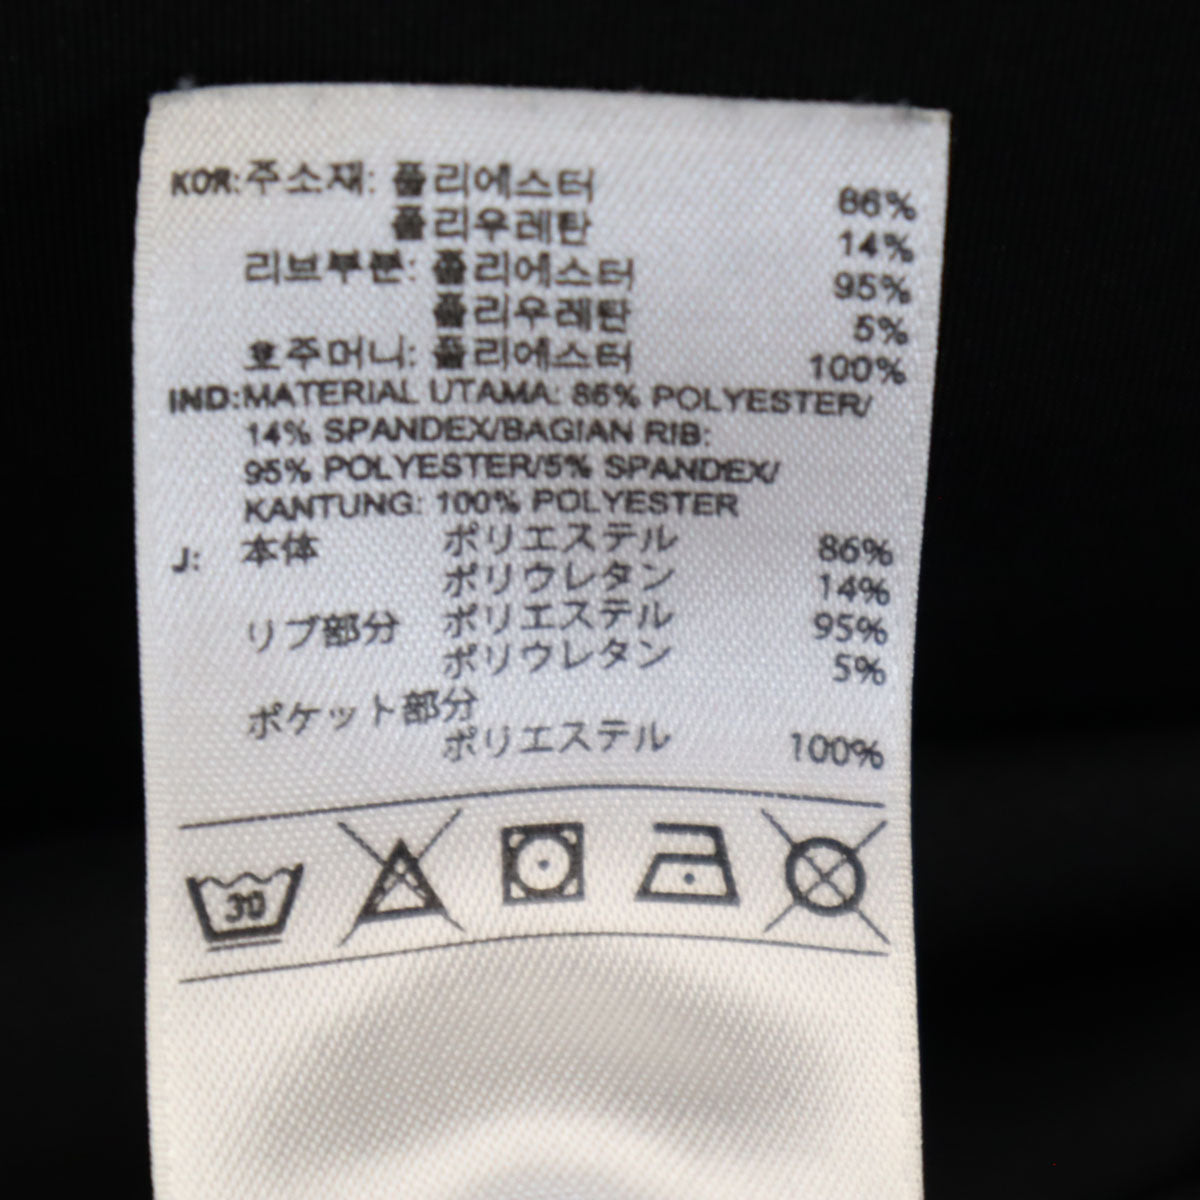 KOR:주소재: 폴리에스터 86%
폴리우레탄 14%
리브부분: 폴리에스터 95%
폴리우레탄 5%
호주머니: 폴리에스터 100%
IND:MATERIAL UTAMA: 86% POLYESTER/
14% SPANDEX/BAGIAN RIB:
95% POLYESTER/5% SPANDEX/
KANTUNG: 100% POLYESTER
J: 本体 ポリエステル 86%
ポリウレタン 14%
リブ部分 ポリエステル 95%
ポリウレタン 5%
ポケット部分
ポリエステル 100%
30